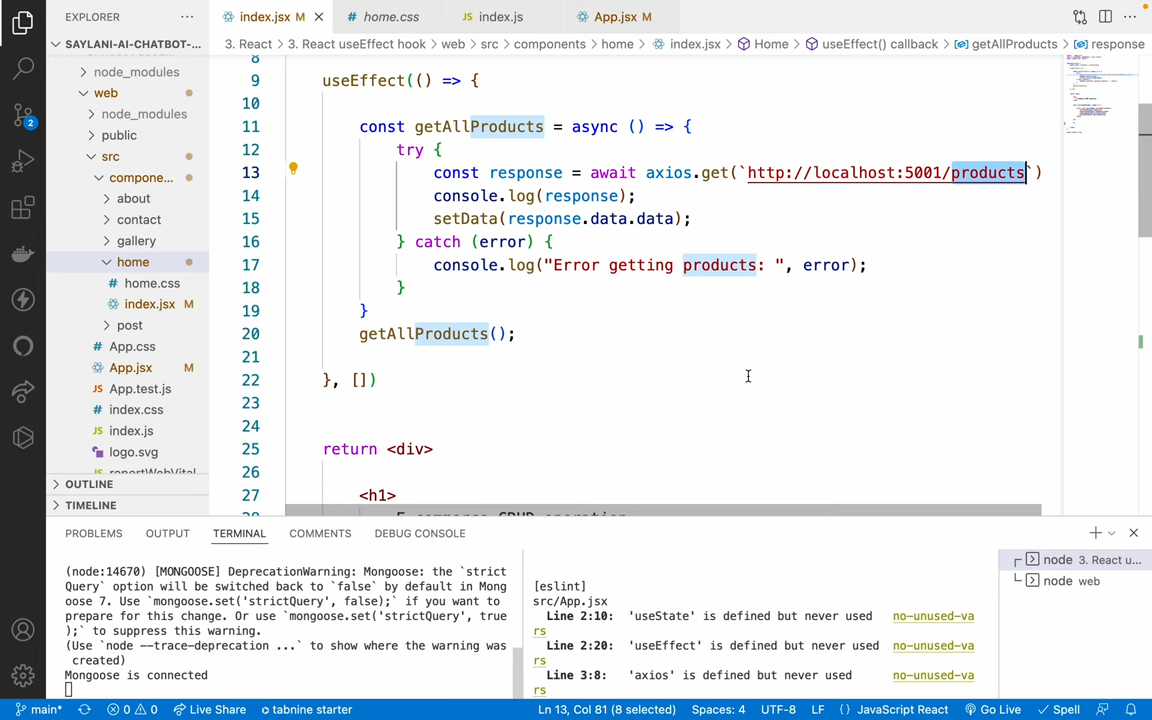 EXPLORER
index.jsx M
home.css
index.js
App.jsx M
SAYLANI-AI-CHATBOT-...
3. React > 3. React useEffect hook > web > src > components > home > index.jsx > Home > useEffect() callback > getAllProducts > response
node_modules
web
node_modules
public
src
compone...
about
contact
gallery
home
home.css
index.jsx M
post
App.css
App.jsx M
App.test.js
index.css
index.js
logo.svg
reportWebVital
OUTLINE
TIMELINE
8
9 useEffect(() => {
10
11 const getAllProducts = async () => {
12 try {
13 const response = await axios.get(`http://localhost:5001/products`)
14 console.log(response);
15 setData(response.data.data);
16 } catch (error) {
17 console.log("Error getting products: ", error);
18 }
19 }
20 getAllProducts();
21
22 }, [])
23
24
25 return <div>
26
27 <h1>
28 E-commerce CRUD operation
PROBLEMS OUTPUT TERMINAL COMMENTS DEBUG CONSOLE
(node:14670) [MONGOOSE] DeprecationWarning: Mongoose: the `strict
Query` option will be switched back to `false` by default in Mong
oose 7. Use `mongoose.set('strictQuery', false);` if you want to
prepare for this change. Or use `mongoose.set('strictQuery', true
);` to suppress this warning.
(Use `node --trace-deprecation ...` to show where the warning was
created)
Mongoose is connected
[eslint]
src/App.jsx
Line 2:10: 'useState' is defined but never used no-unused-va
rs
Line 2:20: 'useEffect' is defined but never used no-unused-va
rs
Line 3:8: 'axios' is defined but never used no-unused-va
rs
node 3. React u...
node web
2
main* 0 0 Live Share tabnine starter Ln 13, Col 81 (8 selected) Spaces: 4 UTF-8 LF {} JavaScript React Go Live Spell